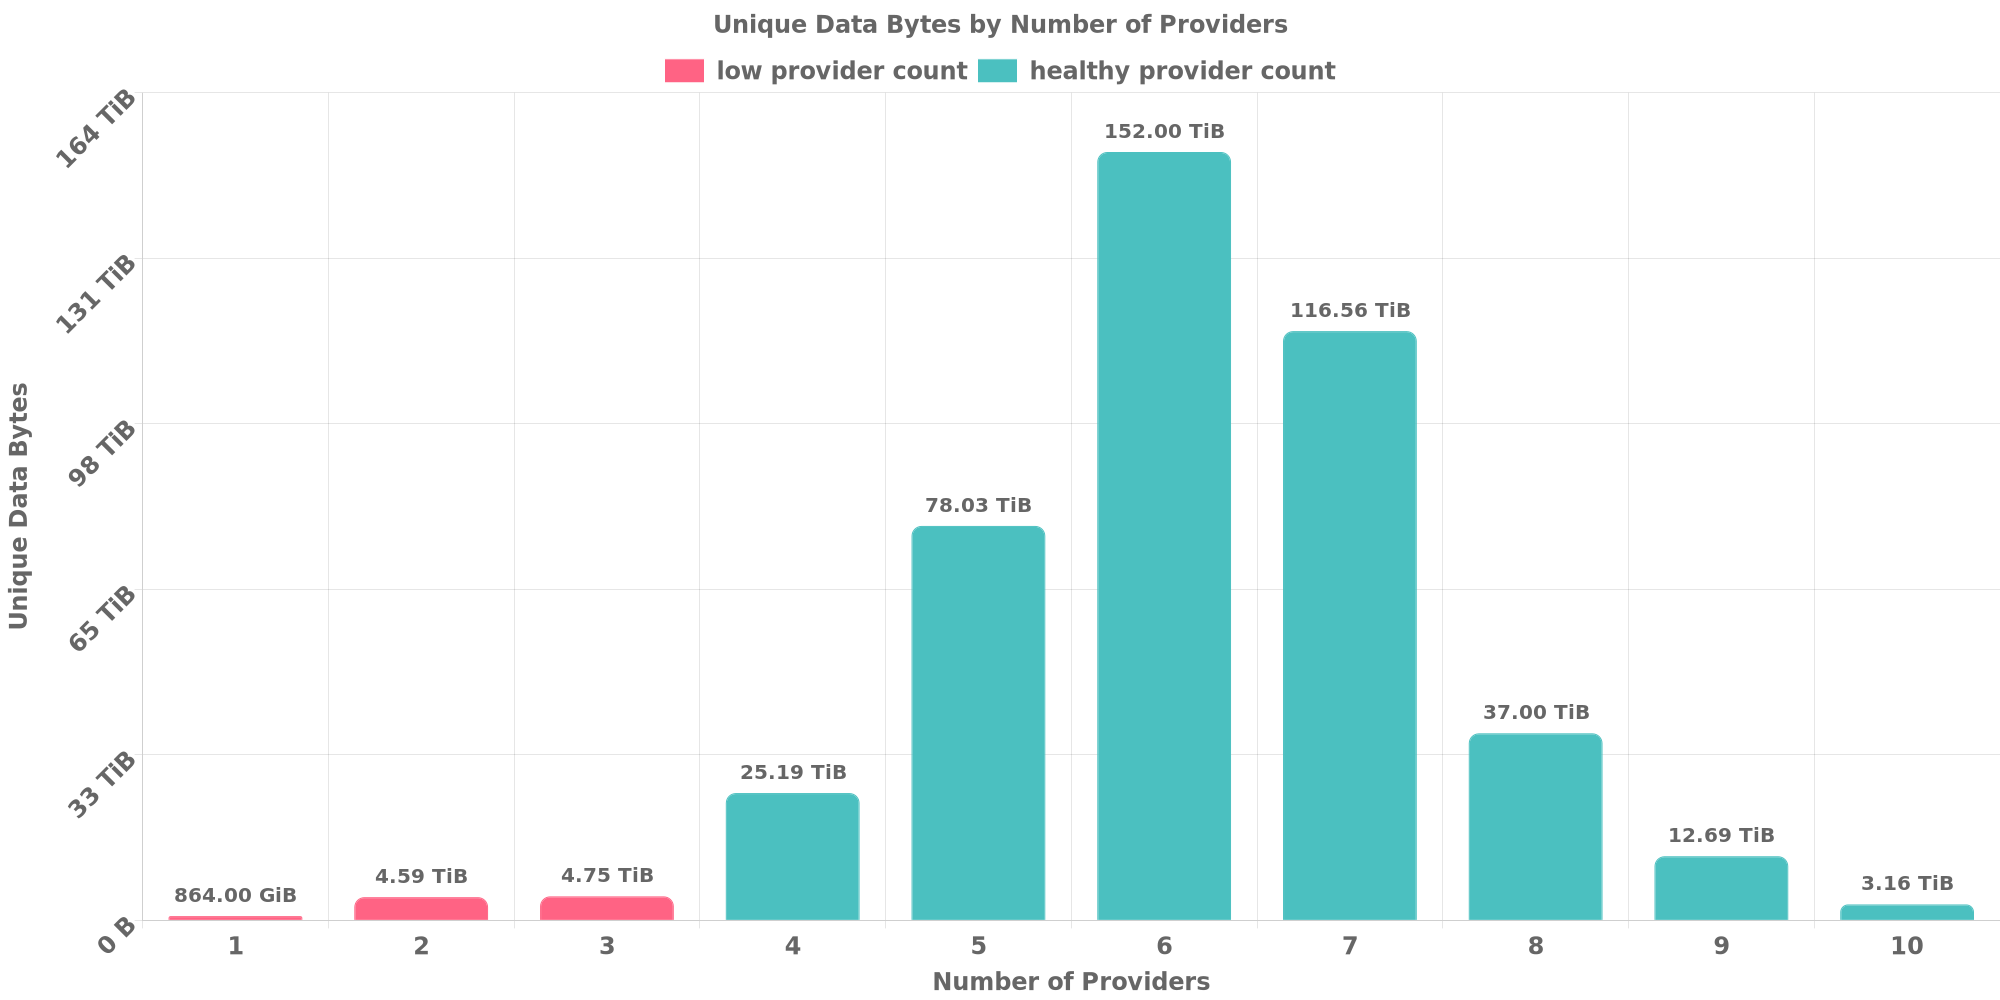 Unique Data Bytes by Number of Providers
low provider count healthy provider count
164 TiB
131 TiB
98 TiB
65 TiB
33 TiB
0 B
Unique Data Bytes
864.00 GiB
4.59 TiB
4.75 TiB
25.19 TiB
78.03 TiB
152.00 TiB
116.56 TiB
37.00 TiB
12.69 TiB
3.16 TiB
1 2 3 4 5 6 7 8 9 10
Number of Providers